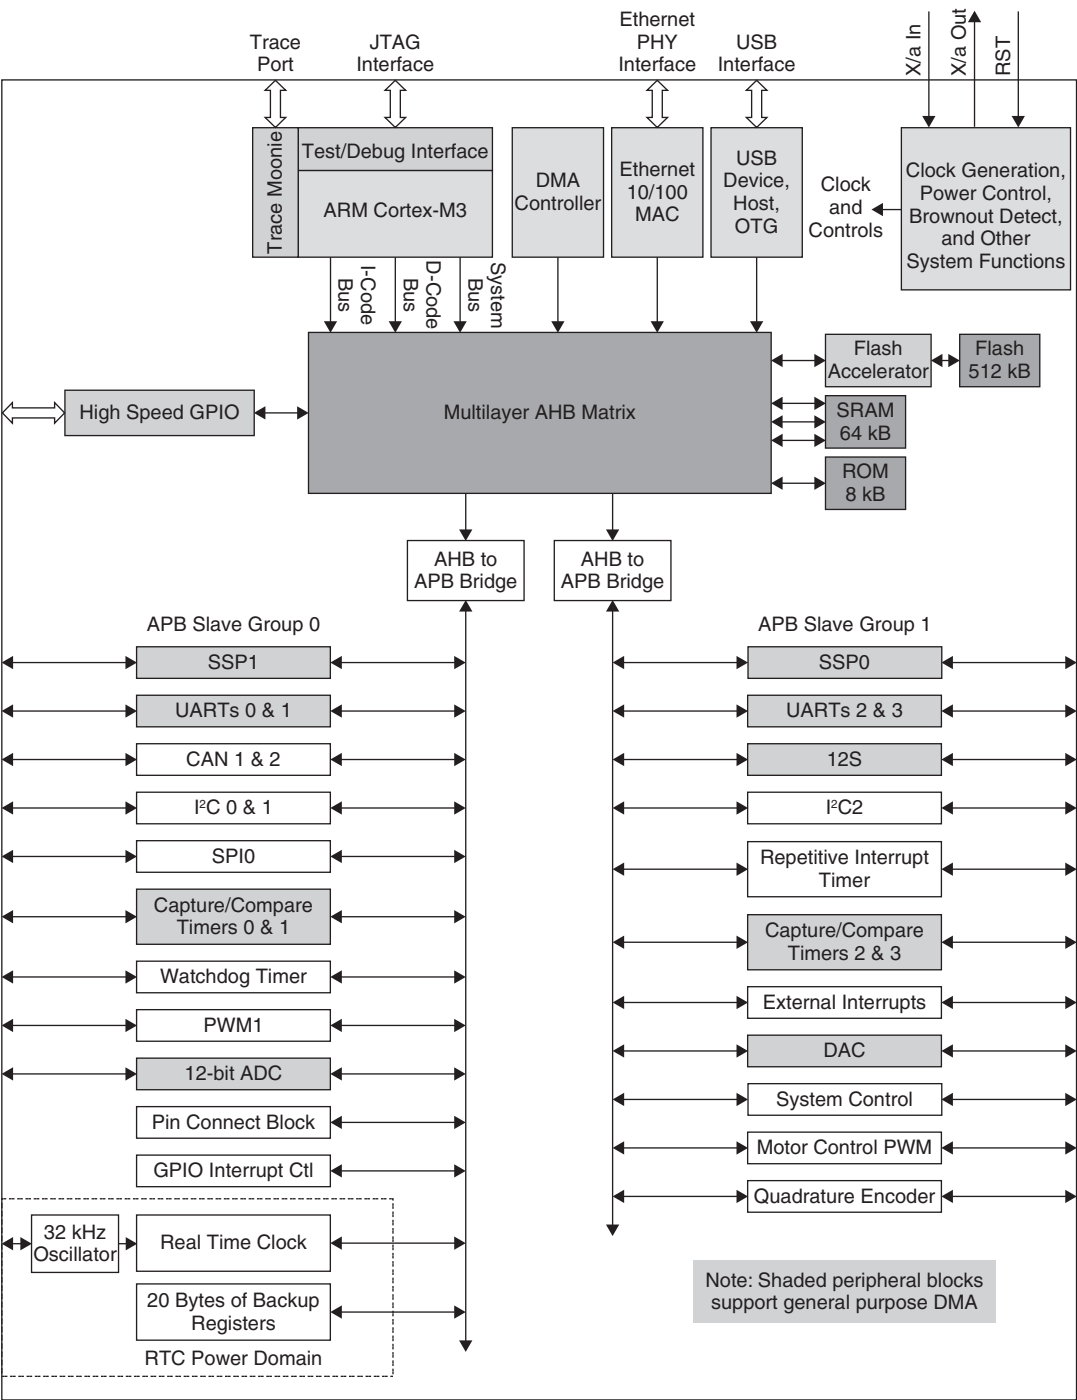 Trace
Port
JTAG
Interface
Ethernet
PHY
Interface
USB
Interface
X/a In
X/a Out
RST
Trace Moonie
Test/Debug Interface
ARM Cortex-M3
DMA
Controller
Ethernet
10/100
MAC
USB
Device,
Host,
OTG
Clock
and
Controls
Clock Generation,
Power Control,
Brownout Detect,
and Other
System Functions
I-Code
Bus
D-Code
Bus
System
Bus
High Speed GPIO
Multilayer AHB Matrix
Flash
Accelerator
Flash
512 kB
SRAM
64 kB
ROM
8 kB
AHB to
APB Bridge
AHB to
APB Bridge
APB Slave Group 0
SSP1
UARTs 0 & 1
CAN 1 & 2
I²C 0 & 1
SPI0
Capture/Compare
Timers 0 & 1
Watchdog Timer
PWM1
12-bit ADC
Pin Connect Block
GPIO Interrupt Ctl
32 kHz
Oscillator
Real Time Clock
20 Bytes of Backup
Registers
RTC Power Domain
APB Slave Group 1
SSP0
UARTs 2 & 3
12S
I²C2
Repetitive Interrupt
Timer
Capture/Compare
Timers 2 & 3
External Interrupts
DAC
System Control
Motor Control PWM
Quadrature Encoder
Note: Shaded peripheral blocks
support general purpose DMA